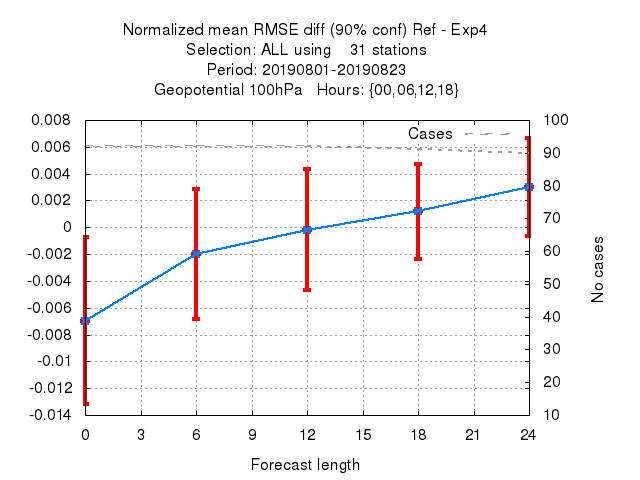 Normalized mean RMSE diff (90% conf) Ref - Exp4
Selection: ALL using    31 stations
Period: 20190801-20190823
Geopotential 100hPa   Hours: {00,06,12,18}
0.008
0.006
0.004
0.002
0
-0.002
-0.004
-0.006
-0.008
-0.01
-0.012
-0.014
Cases
100
90
80
70
60
50
40
30
20
10
No cases
0 3 6 9 12 15 18 21 24
Forecast length